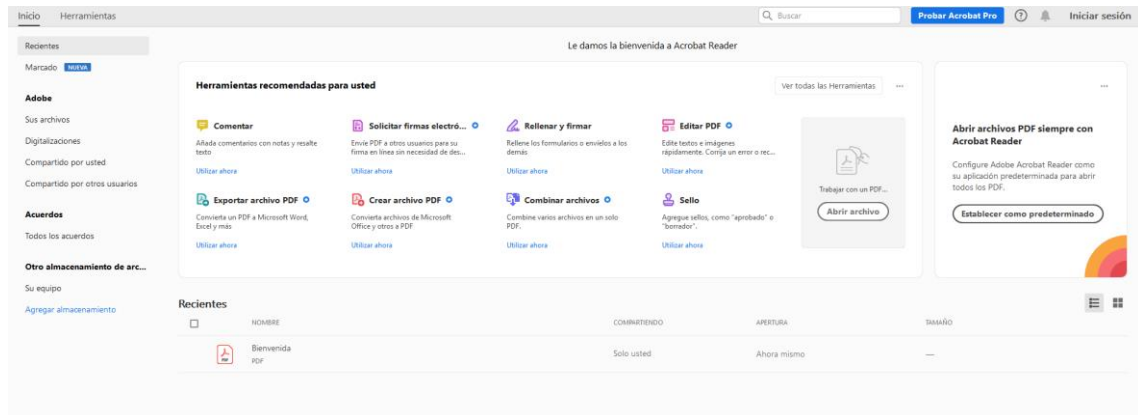 Inicio Herramientas Buscar Probar Acrobat Pro Iniciar sesión
Recientes
Marcado NUEVA
Adobe
Sus archivos
Digitalizaciones
Compartido por usted
Compartido por otros usuarios
Acuerdos
Todos los acuerdos
Otro almacenamiento de arc...
Su equipo
Agregar almacenamiento
Le damos la bienvenida a Acrobat Reader
Herramientas recomendadas para usted
Ver todas las Herramientas
Comentar
Añada comentarios con notas y resalte
texto
Utilizar ahora
Solicitar firmas electró...
Envíe PDF a otros usuarios para su
firma en línea sin necesidad de des...
Utilizar ahora
Rellenar y firmar
Rellene los formularios o envíelos a los
demás
Utilizar ahora
Editar PDF
Edite textos e imágenes
rápidamente. Corrija un error o rec...
Utilizar ahora
Exportar archivo PDF
Convierta un PDF a Microsoft Word,
Excel y más
Utilizar ahora
Crear archivo PDF
Convierta archivos de Microsoft
Office y otros a PDF
Utilizar ahora
Combinar archivos
Combine varios archivos en un solo
PDF.
Utilizar ahora
Sello
Agregue sellos, como "aprobado" o
"borrador".
Utilizar ahora
Trabajar con un PDF...
Abrir archivo
Abrir archivos PDF siempre con
Acrobat Reader
Configure Adobe Acrobat Reader como
su aplicación predeterminada para abrir
todos los PDF.
Establecer como predeterminado
Recientes
NOMBRE COMPARTIENDO APERTURA TAMAÑO
Bienvenida
PDF
Solo usted Ahora mismo —